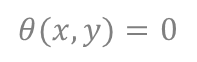 θ(x, y) = 0